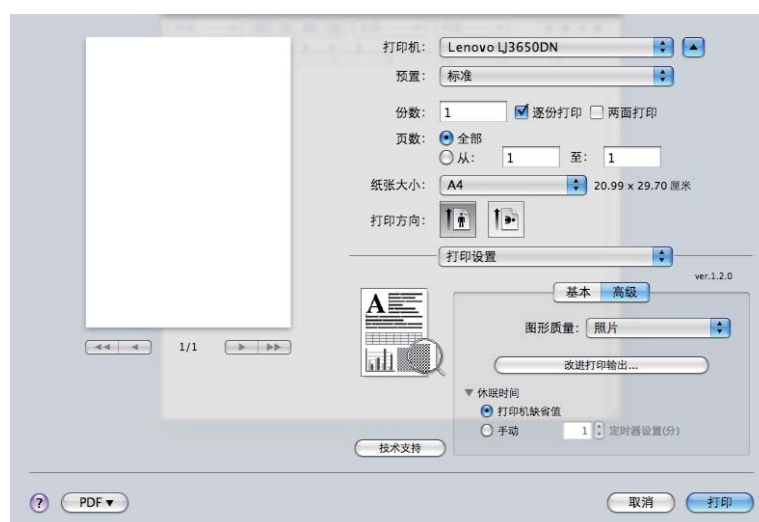 打印机: Lenovo LJ3650DN
预置: 标准
份数: 1 逐份打印 两面打印
页数: 全部
从: 1 至: 1
纸张大小: A4 20.99 x 29.70 厘米
打印方向:
打印设置
ver.1.2.0
基本 高级
图形质量: 照片
1/1
改进打印输出...
休眠时间
打印机缺省值
手动 1 定时器设置(分)
技术支持
? PDF▼ 取消 打印